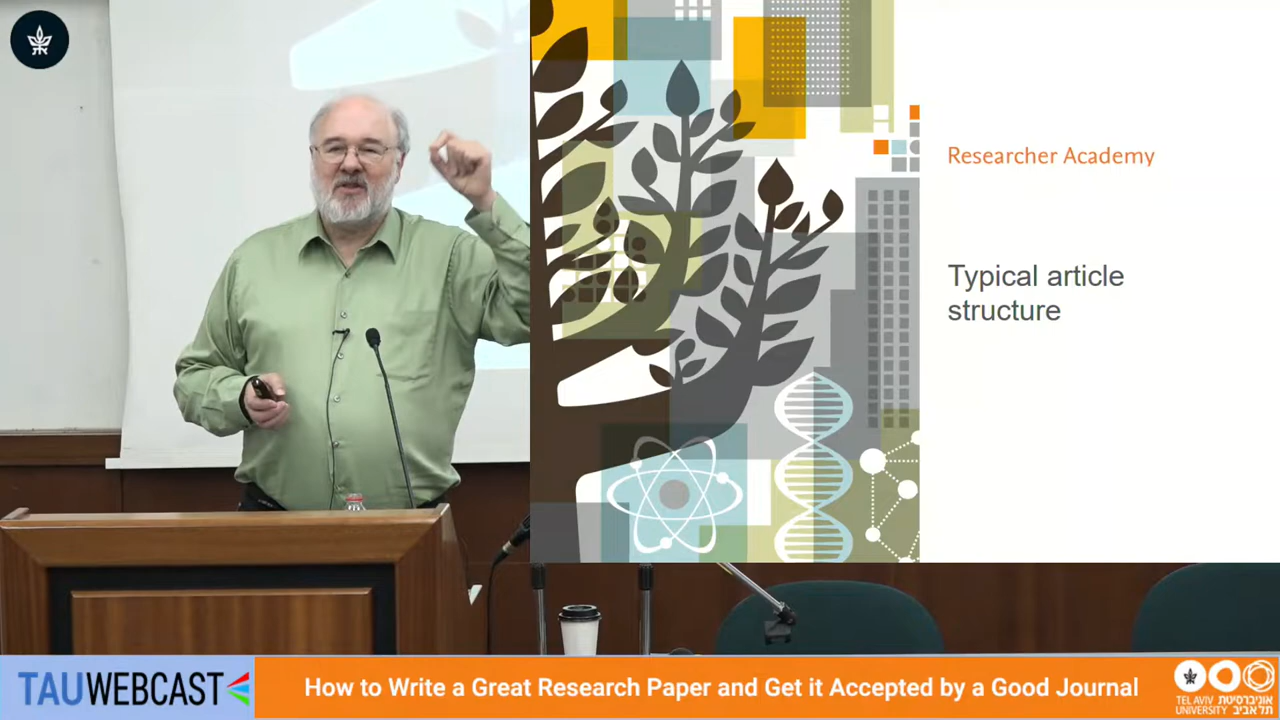 Researcher Academy
Typical article
structure
TAUWEBCAST
How to Write a Great Research Paper and Get it Accepted by a Good Journal
TEL AVIV אוניברסיטת
UNIVERSITY תל אביב